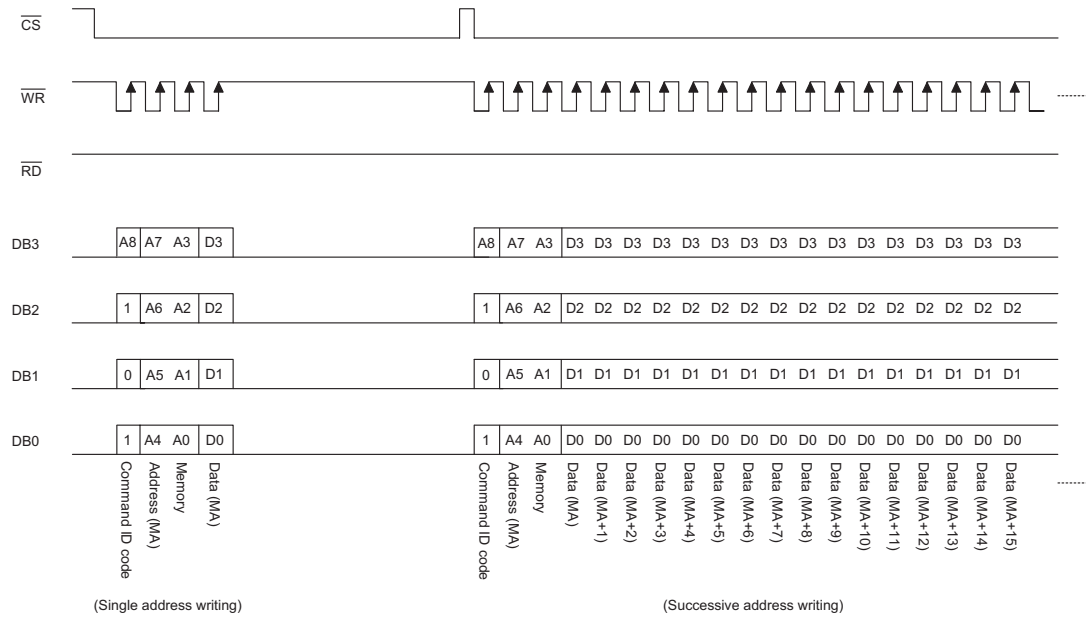 CS
WR
RD
DB3 A8 A7 A3 D3 A8 A7 A3 D3 D3 D3 D3 D3 D3 D3 D3 D3 D3 D3 D3 D3 D3 D3 D3
DB2 1 A6 A2 D2 1 A6 A2 D2 D2 D2 D2 D2 D2 D2 D2 D2 D2 D2 D2 D2 D2 D2 D2
DB1 0 A5 A1 D1 0 A5 A1 D1 D1 D1 D1 D1 D1 D1 D1 D1 D1 D1 D1 D1 D1 D1 D1
DB0 1 A4 A0 D0 1 A4 A0 D0 D0 D0 D0 D0 D0 D0 D0 D0 D0 D0 D0 D0 D0 D0 D0
Command ID code
Address (MA)
Memory
Data (MA)
Command ID code
Address (MA)
Memory
Data (MA)
Data (MA+1)
Data (MA+2)
Data (MA+3)
Data (MA+4)
Data (MA+5)
Data (MA+6)
Data (MA+7)
Data (MA+8)
Data (MA+9)
Data (MA+10)
Data (MA+11)
Data (MA+12)
Data (MA+13)
Data (MA+14)
Data (MA+15)
(Single address writing)
(Successive address writing)